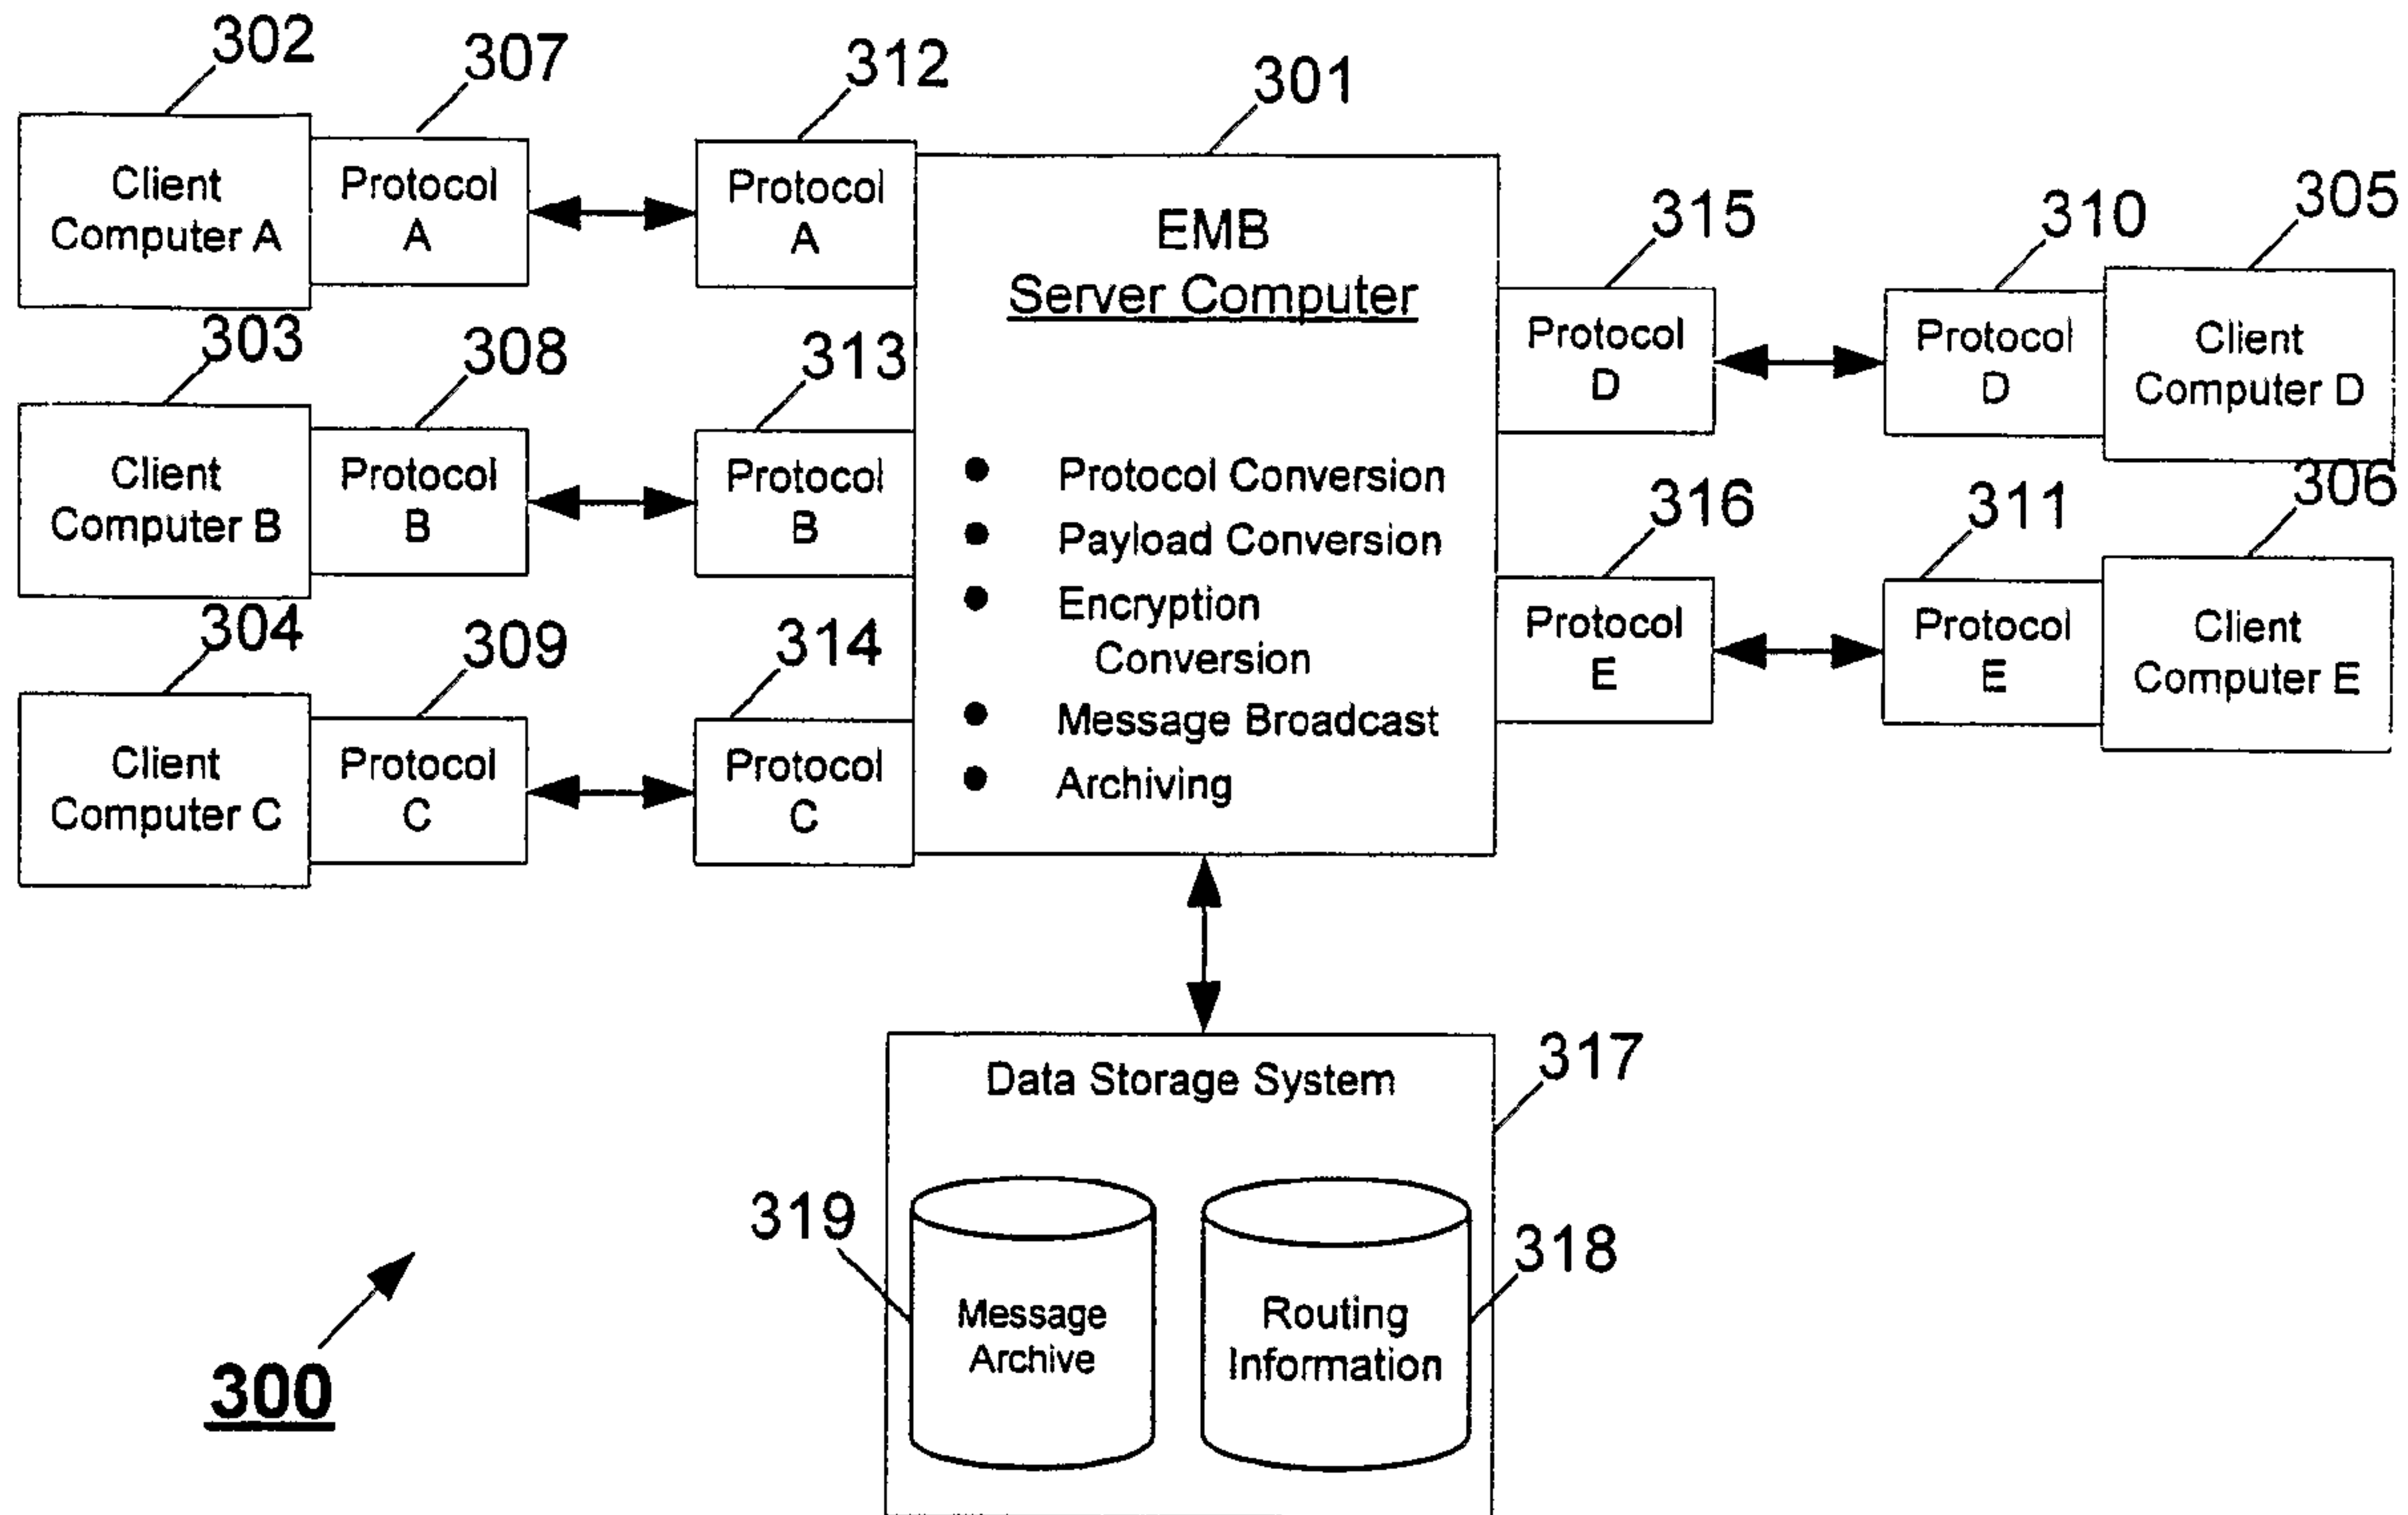 302
307
312
301
Client
Computer A
Protocol
A
Protocol
A
EMB
Server Computer
315
310
305
Protocol
D
Protocol
D
Client
Computer D
303
308
313
Client
Computer B
Protocol
B
Protocol
B
● Protocol Conversion
● Payload Conversion
● Encryption
Conversion
● Message Broadcast
● Archiving
316
311
306
Protocol
E
Protocol
E
Client
Computer E
304
309
314
Client
Computer C
Protocol
C
Protocol
C
Data Storage System
317
319
318
Message
Archive
Routing
Information
300